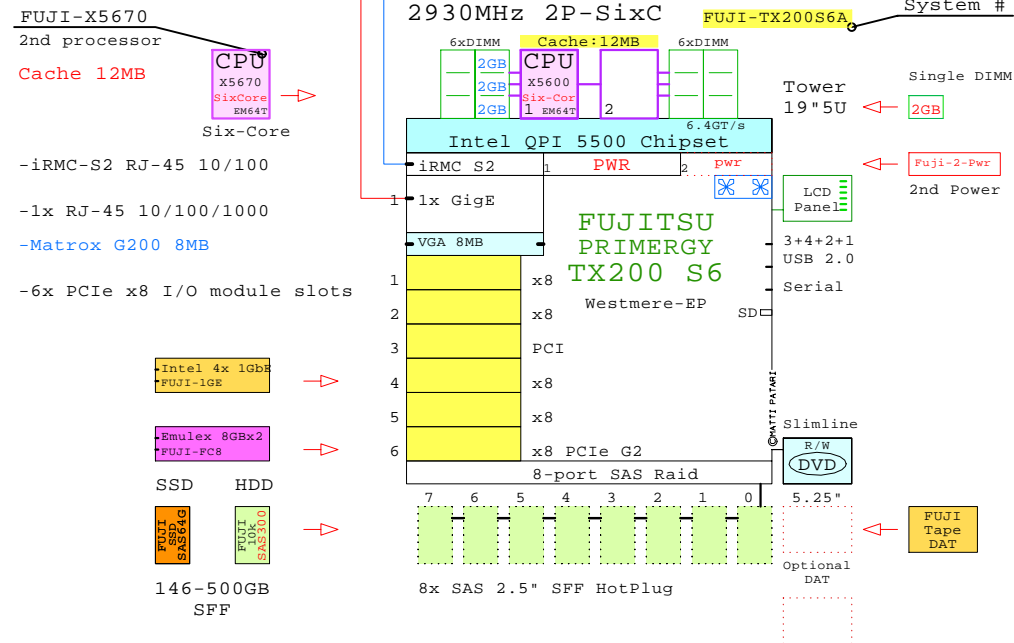 FUJI-X5670
2nd processor
Cache 12MB
CPU
X5670
SixCore
EM64T
Six-Core
-iRMC-S2 RJ-45 10/100
-1x RJ-45 10/100/1000
-Matrox G200 8MB
-6x PCIe x8 I/O module slots
Intel 4x 1GbE
FUJI-1GE
Emulex 8GBx2
FUJI-FC8
SSD HDD
FUJI
SSD
SAS64G
FUJI
10k
SAS300
146-500GB
SFF
2930MHz 2P-SixC
FUJI-TX200S6A
System #
6xDIMM
Cache:12MB
6xDIMM
2GB
2GB
2GB
CPU
X5600
Six-Cor
1 EM64T
2
6.4GT/s
Intel QPI 5500 Chipset
iRMC S2
1 PWR
2 pwr
1 1x GigE
VGA 8MB
FUJITSU
PRIMERGY
TX200 S6
Westmere-EP
1 x8
2 x8
3 PCI
4 x8
5 x8
6 x8 PCIe G2
SD
©MATTI PATARI
8-port SAS Raid
7 6 5 4 3 2 1 0
8x SAS 2.5" SFF HotPlug
Tower
19"5U
Single DIMM
2GB
Fuji-2-Pwr
2nd Power
LCD
Panel
3+4+2+1
USB 2.0
Serial
Slimline
R/W
DVD
5.25"
Optional
DAT
FUJI
Tape
DAT